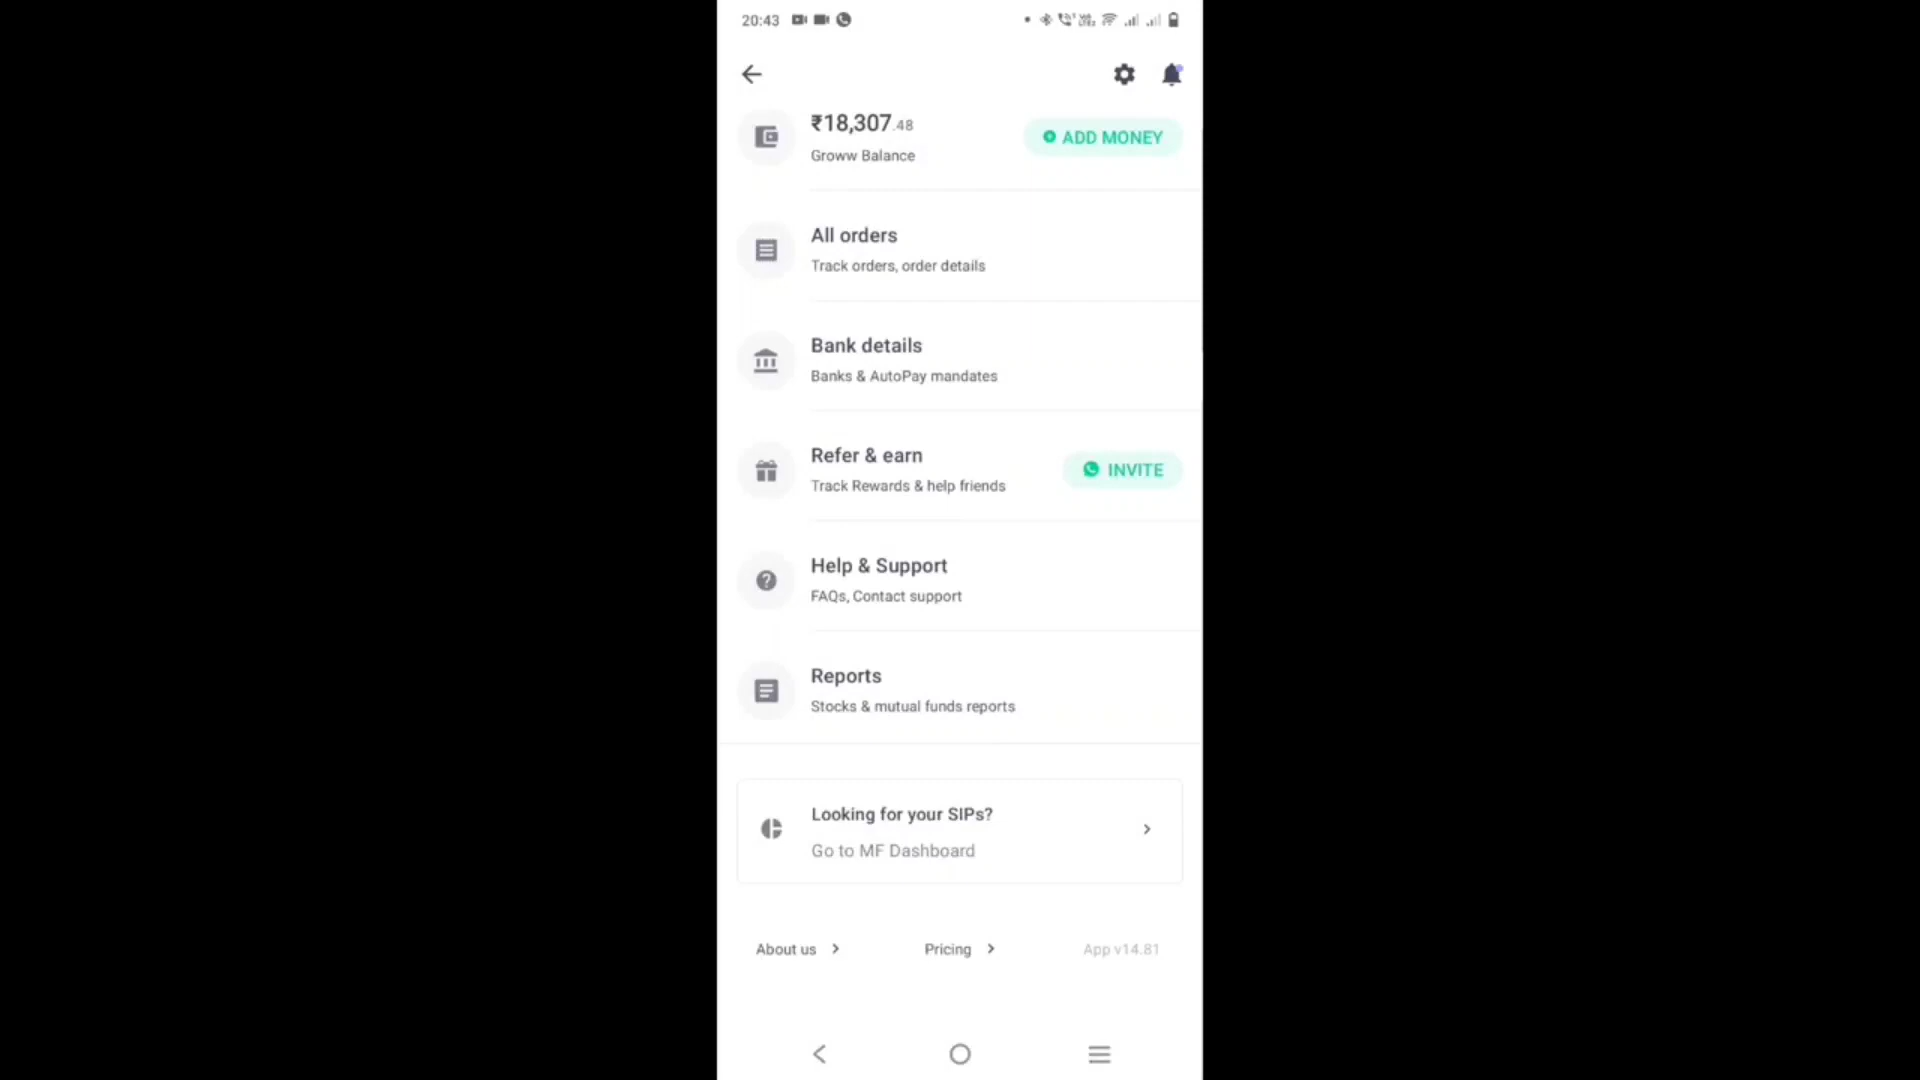 20:43
₹18,307.48
ADD MONEY
Groww Balance
All orders
Track orders, order details
Bank details
Banks & AutoPay mandates
Refer & earn
INVITE
Track Rewards & help friends
Help & Support
FAQs, Contact support
Reports
Stocks & mutual funds reports
Looking for your SIPs?
Go to MF Dashboard
About us
Pricing
App v14.81